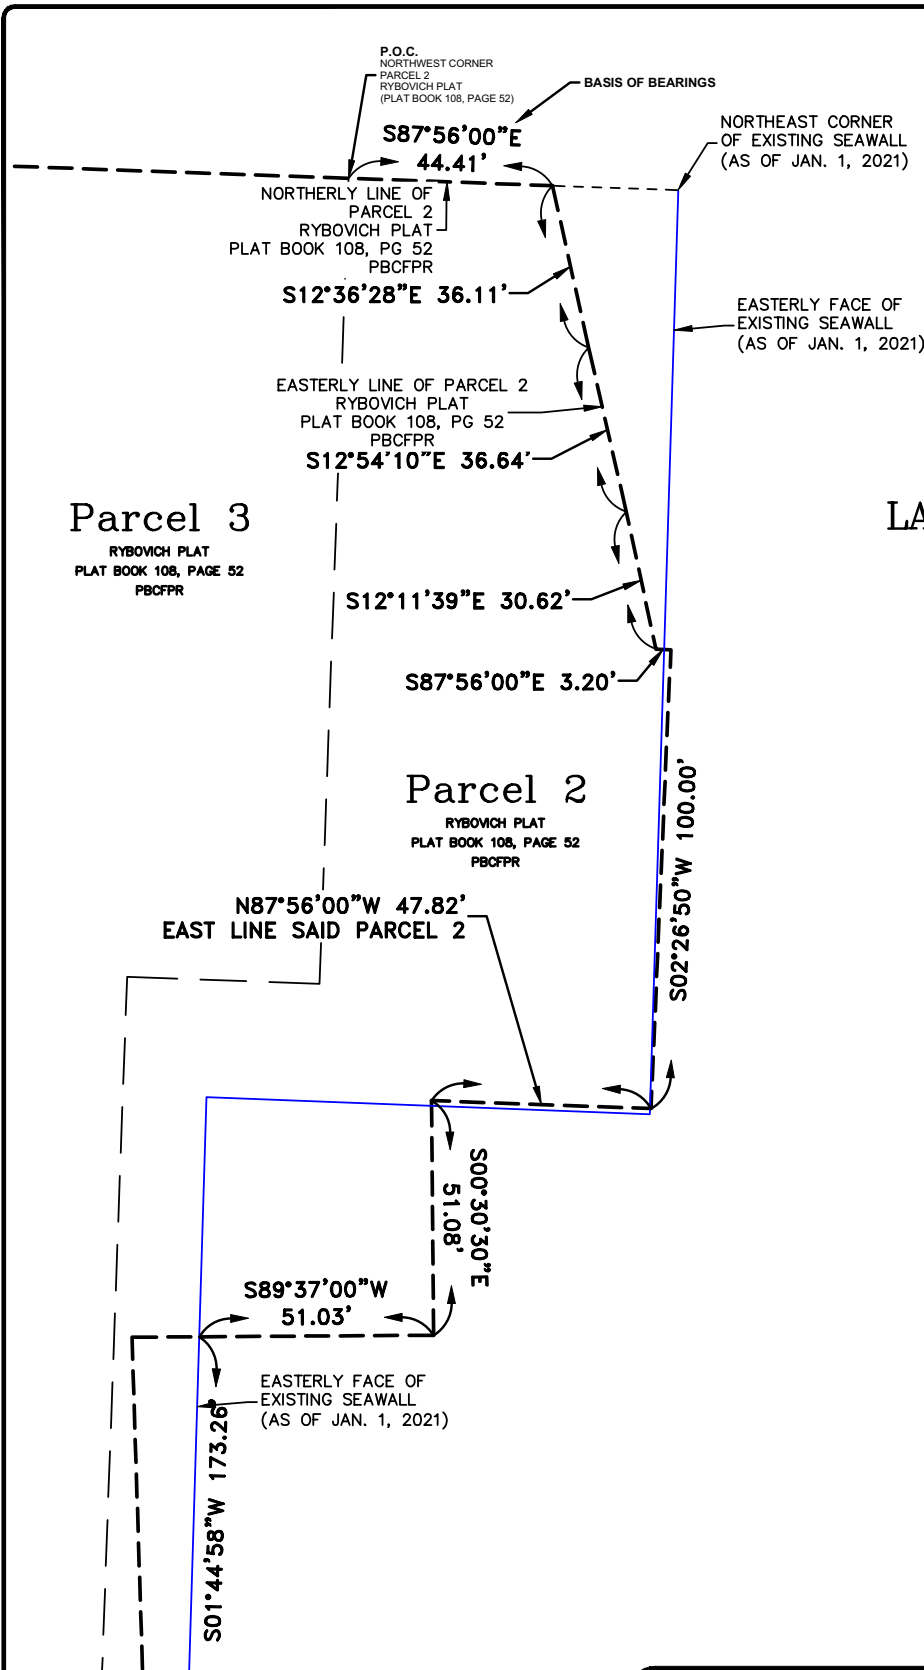 P.O.C.
NORTHWEST CORNER
PARCEL 2
RYBOVICH PLAT
(PLAT BOOK 108, PAGE 52)
BASIS OF BEARINGS
S87°56'00"E
44.41'
NORTHEAST CORNER
OF EXISTING SEAWALL
(AS OF JAN. 1, 2021)
NORTHERLY LINE OF
PARCEL 2
RYBOVICH PLAT
PLAT BOOK 108, PG 52
PBCFPR
S12°36'28"E 36.11'
EASTERLY FACE OF
EXISTING SEAWALL
(AS OF JAN. 1, 2021)
EASTERLY LINE OF PARCEL 2
RYBOVICH PLAT
PLAT BOOK 108, PG 52
PBCFPR
S12°54'10"E 36.64'
Parcel 3
RYBOVICH PLAT
PLAT BOOK 108, PAGE 52
PBCFPR
LA
S12°11'39"E 30.62'
S87°56'00"E 3.20'
Parcel 2
RYBOVICH PLAT
PLAT BOOK 108, PAGE 52
PBCFPR
S02°26'50"W 100.00'
N87°56'00"W 47.82'
EAST LINE SAID PARCEL 2
S00°30'30"E
51.08'
S89°37'00"W
51.03'
EASTERLY FACE OF
EXISTING SEAWALL
(AS OF JAN. 1, 2021)
S01°44'58"W 173.26'